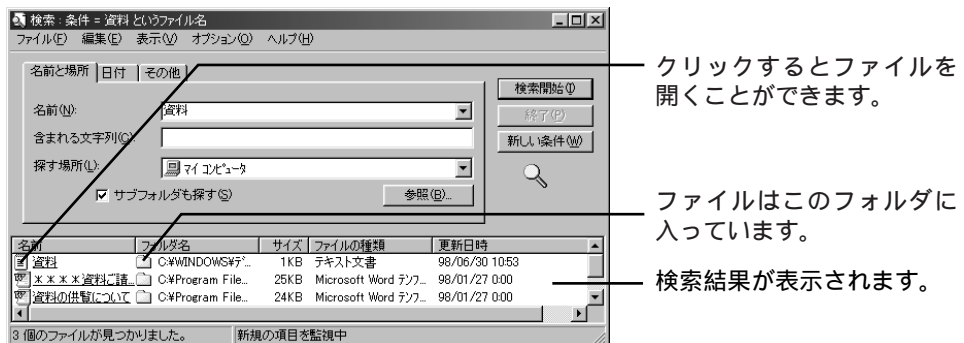 検索 : 条件 = 資料 というファイル名
ファイル(F) 編集(E) 表示(V) オプション(O) ヘルプ(H)
名前と場所 日付 その他
名前(N): 資料
含まれる文字列(C):
探す場所(L): マイ コンピュータ
サブフォルダも探す(S) 参照(B)...
検索開始(I)
終了(P)
新しい条件(W)
名前 フォルダ名 サイズ ファイルの種類 更新日時
資料 C:¥WINDOWS¥デ... 1KB テキスト文書 98/06/30 10:53
＊＊＊＊資料ご請... C:¥Program File... 25KB Microsoft Word テンプ... 98/01/27 0:00
資料の供覧について C:¥Program File... 24KB Microsoft Word テンプ... 98/01/27 0:00
3 個のファイルが見つかりました。 新規の項目を監視中
クリックするとファイルを
開くことができます。
ファイルはこのフォルダに
入っています。
検索結果が表示されます。